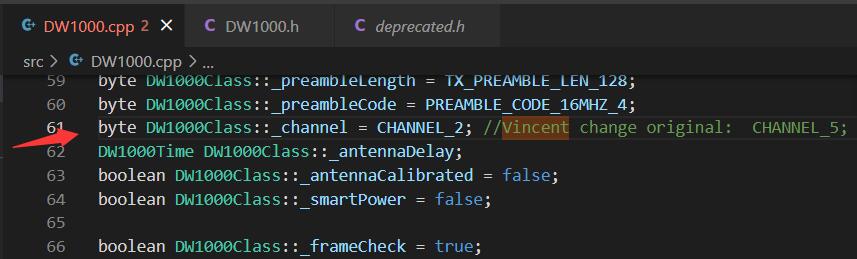 DW1000.cpp 2 DW1000.h deprecated.h
src > DW1000.cpp > ...
59 byte DW1000Class::_preambleLength = TX_PREAMBLE_LEN_128;
60 byte DW1000Class::_preambleCode = PREAMBLE_CODE_16MHZ_4;
61 byte DW1000Class::_channel = CHANNEL_2; //Vincent change original:  CHANNEL_5;
62 DW1000Time DW1000Class::_antennaDelay;
63 boolean DW1000Class::_antennaCalibrated = false;
64 boolean DW1000Class::_smartPower = false;
65
66 boolean DW1000Class::_frameCheck = true;